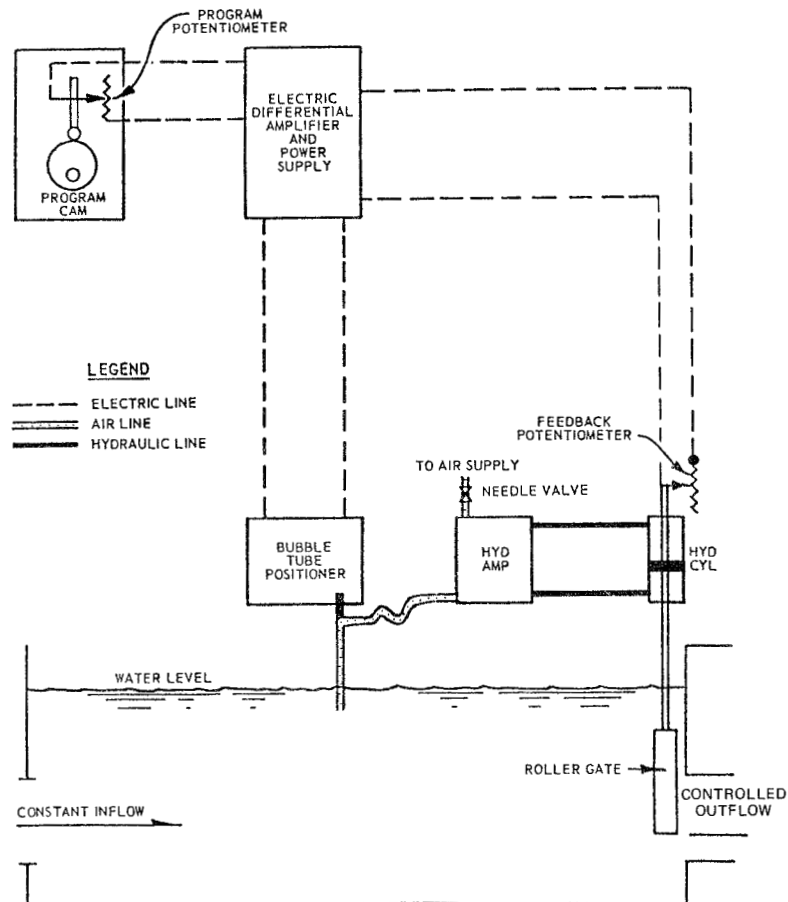 PROGRAM
POTENTIOMETER
ELECTRIC
DIFFERENTIAL
AMPLIFIER
AND
POWER
SUPPLY
PROGRAM
CAM
LEGEND
ELECTRIC LINE
AIR LINE
HYDRAULIC LINE
FEEDBACK
POTENTIOMETER
TO AIR SUPPLY
NEEDLE VALVE
BUBBLE
TUBE
POSITIONER
HYD
AMP
HYD
CYL
WATER LEVEL
ROLLER GATE
CONTROLLED
OUTFLOW
CONSTANT INFLOW